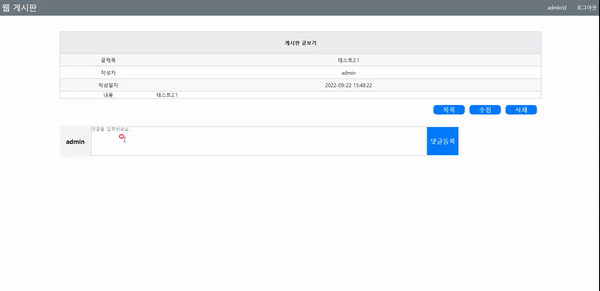 웹 게시판
admin님 로그아웃
게시판 글보기
글제목 테스트2.1
작성자 admin
작성일자 2022-09-22 15:48:22
내용 테스트2.1
목록 수정 삭제
댓글을 입력하세요
admin
댓글등록